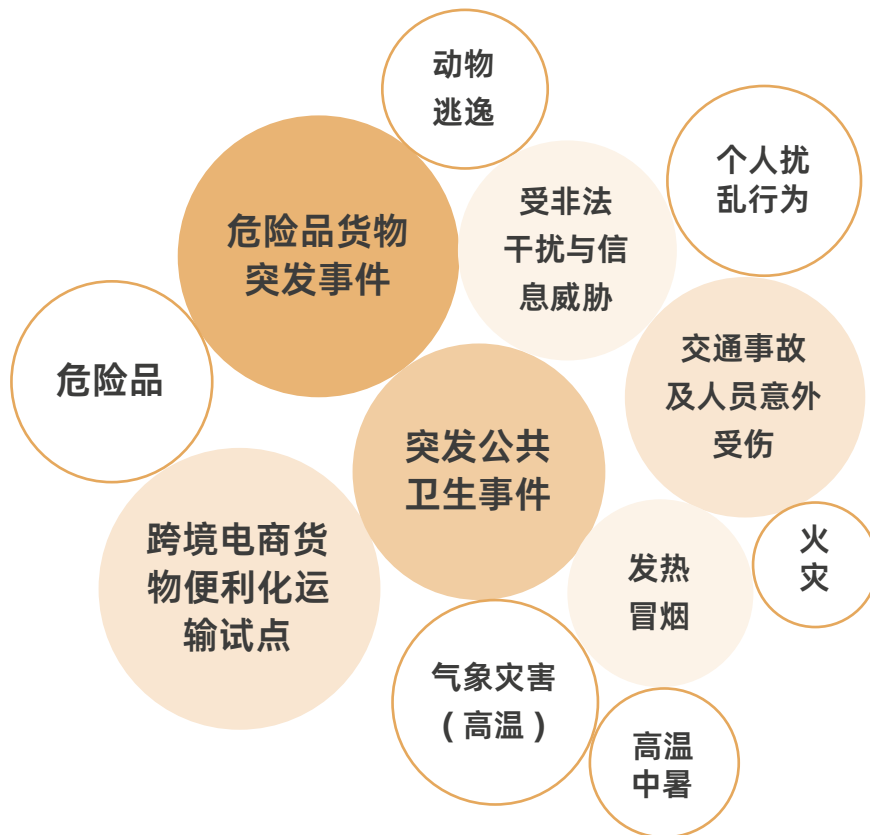 动物
逃逸
个人扰
乱行为
受非法
干扰与信
息威胁
危险品货物
突发事件
危险品
交通事故
及人员意外
受伤
突发公共
卫生事件
跨境电商货
物便利化运
输试点
火
灾
发热
冒烟
气象灾害
(高温)
高温
中暑